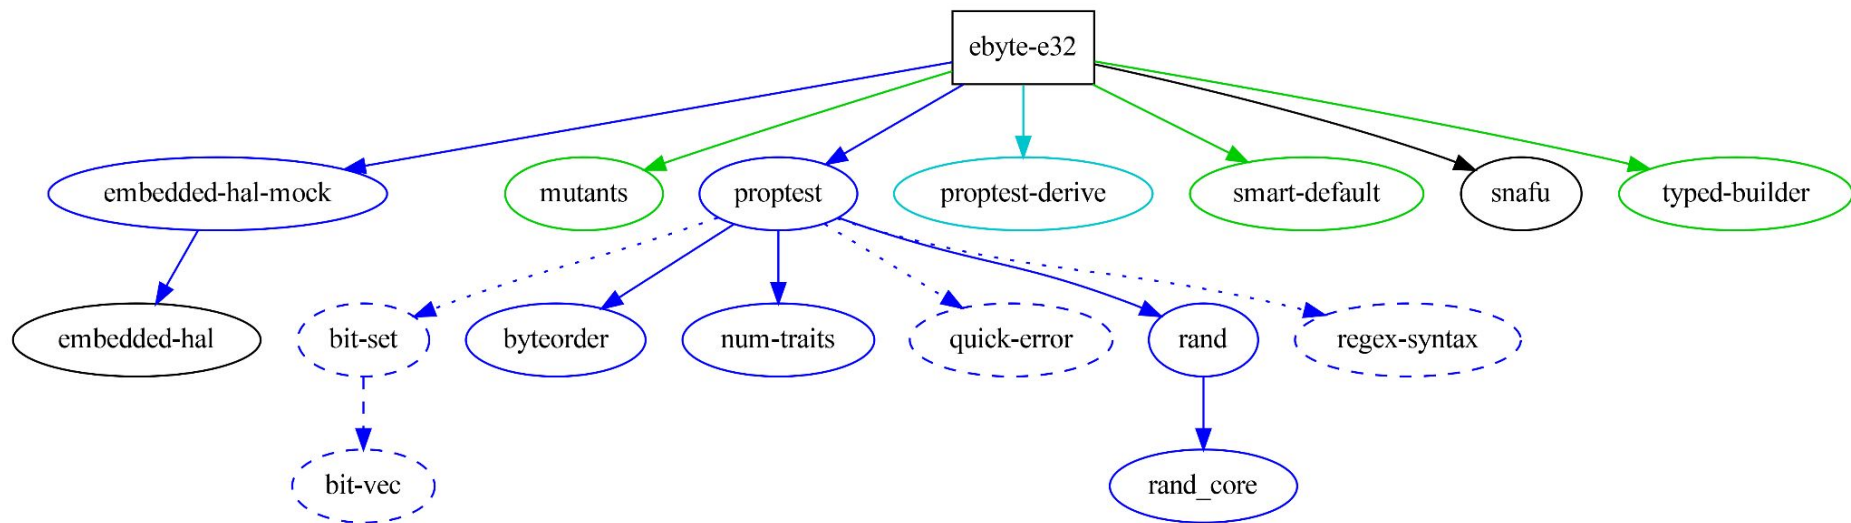 ebyte-e32
embedded-hal-mock
mutants
proptest
proptest-derive
smart-default
snafu
typed-builder
embedded-hal
bit-set
byteorder
num-traits
quick-error
rand
regex-syntax
bit-vec
rand_core